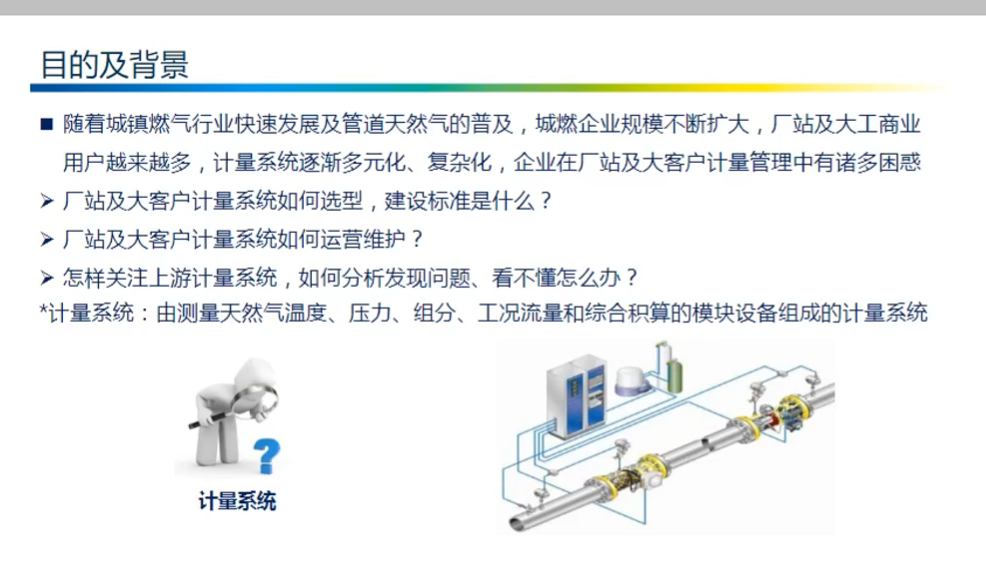 目的及背景
■ 随着城镇燃气行业快速发展及管道天然气的普及，城燃企业规模不断扩大，厂站及大工商业
用户越来越多，计量系统逐渐多元化、复杂化，企业在厂站及大客户计量管理中有诸多困惑
➢ 厂站及大客户计量系统如何选型，建设标准是什么？
➢ 厂站及大客户计量系统如何运营维护？
➢ 怎样关注上游计量系统，如何分析发现问题、看不懂怎么办？
*计量系统：由测量天然气温度、压力、组分、工况流量和综合积算的模块设备组成的计量系统
?
计量系统